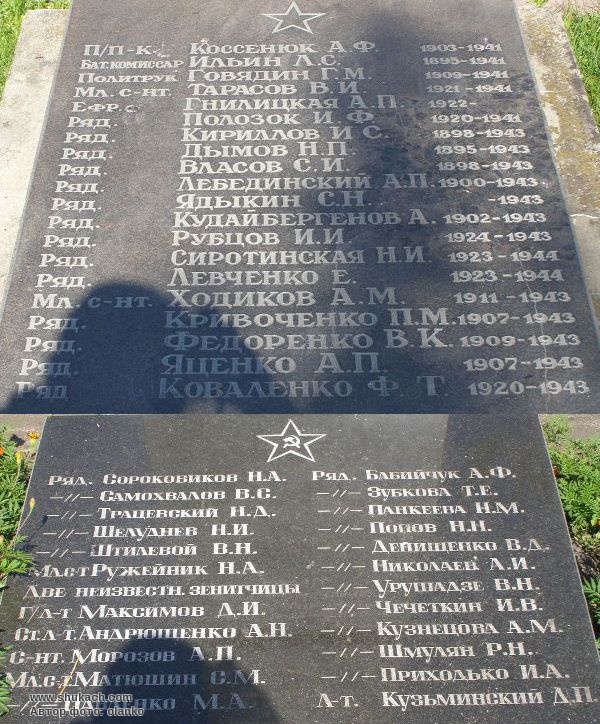 П/п-к. Коссенюк А.Ф. 1903-1941
Бат.комиссар Ильин Л.С. 1895-1941
Политрук Говядин Г.М. 1909-1941
Мл. с-нт. Тарасов В.И. 1921-1941
Ефр. Гнилицкая А.П. 1922-
Ряд. Полозок И.Ф. 1920-1941
Ряд. Кириллов И.С. 1898-1943
Ряд. Дымов Н.П. 1895-1943
Ряд. Власов С.И. 1898-1943
Ряд. Лебединский А.П. 1900-1943
Ряд. Ядыкин С.Н. -1943
Ряд. Кудайбергенов А. 1902-1943
Ряд. Рубцов И.И. 1924-1943
Ряд. Сиротинская Н.И. 1923-1944
Ряд. Левченко Е. 1923-1944
Мл. с-нт. Ходиков А.М. 1911-1943
Ряд. Кривоченко П.М. 1907-1943
Ряд. Федоренко В.К. 1909-1943
Ряд. Яценко А.П. 1907-1943
Ряд Коваленко Ф.Т. 1920-1943
Ряд. Сороковиков Н.А.
-//- Самохвалов В.С.
-//- Трацевский Н.Д.
-//- Шелуднев Н.И.
-//- Штилевой В.Н.
Мл.с-т Ружейник Н.А.
Две неизвестн. зенитчицы
Г/л-т Максимов Д.И.
Ст.л-т. Андрющенко А.Н.
С-нт. Морозов А.П.
Мл.с-т Матюшин С.М.
Павленко М.А.
Ряд. Бабийчук А.Ф.
-//- Зубкова Т.Е.
-//- Панкеева Н.М.
-//- Попов Н.Н.
-//- Денищенко В.Д.
-//- Николаев А.И.
-//- Урушадзе В.Н.
-//- Чечеткин И.В.
-//- Кузнецова А.М.
-//- Шмулян Р.Н.
-//- Приходько И.А.
Л-т. Кузьминский Д.П.
www.shukach.com
Автор фото: olanko